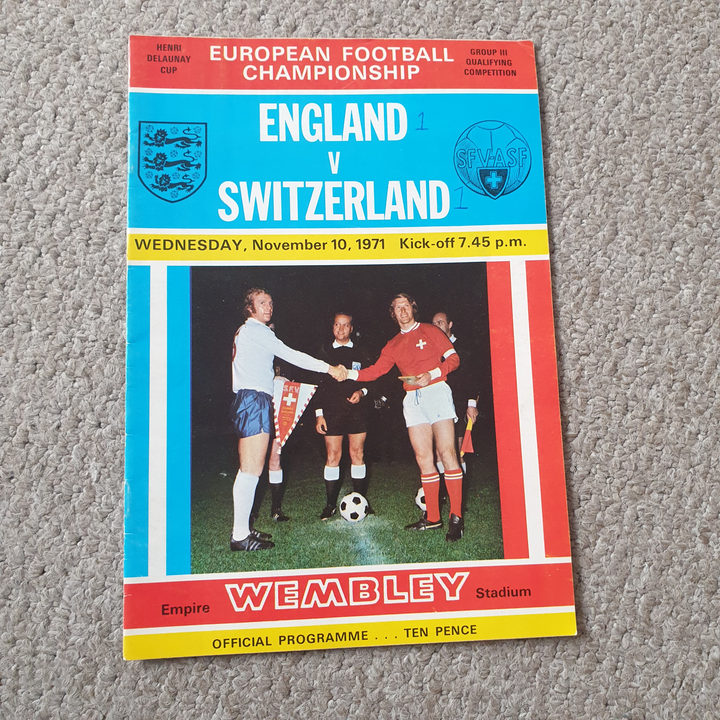 HENRI
DELAUNAY
CUP
EUROPEAN FOOTBALL
CHAMPIONSHIP
GROUP III
QUALIFYING
COMPETITION
ENGLAND 1
V
SWITZERLAND 1
SFV-ASF
WEDNESDAY, November 10, 1971 Kick-off 7.45 p.m.
S.F.V.
Empire WEMBLEY Stadium
OFFICIAL PROGRAMME ... TEN PENCE